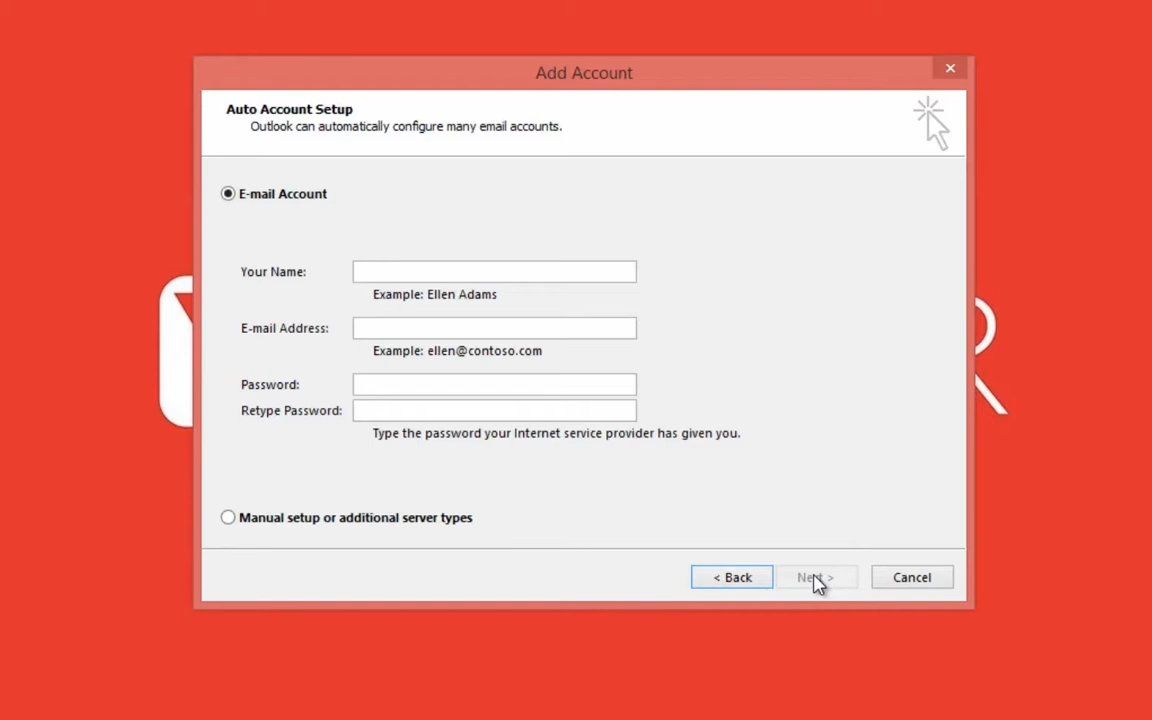 Add Account
Auto Account Setup
Outlook can automatically configure many email accounts.
E-mail Account
Your Name:
Example: Ellen Adams
E-mail Address:
Example: ellen@contoso.com
Password:
Retype Password:
Type the password your Internet service provider has given you.
Manual setup or additional server types
< Back
Next >
Cancel
R